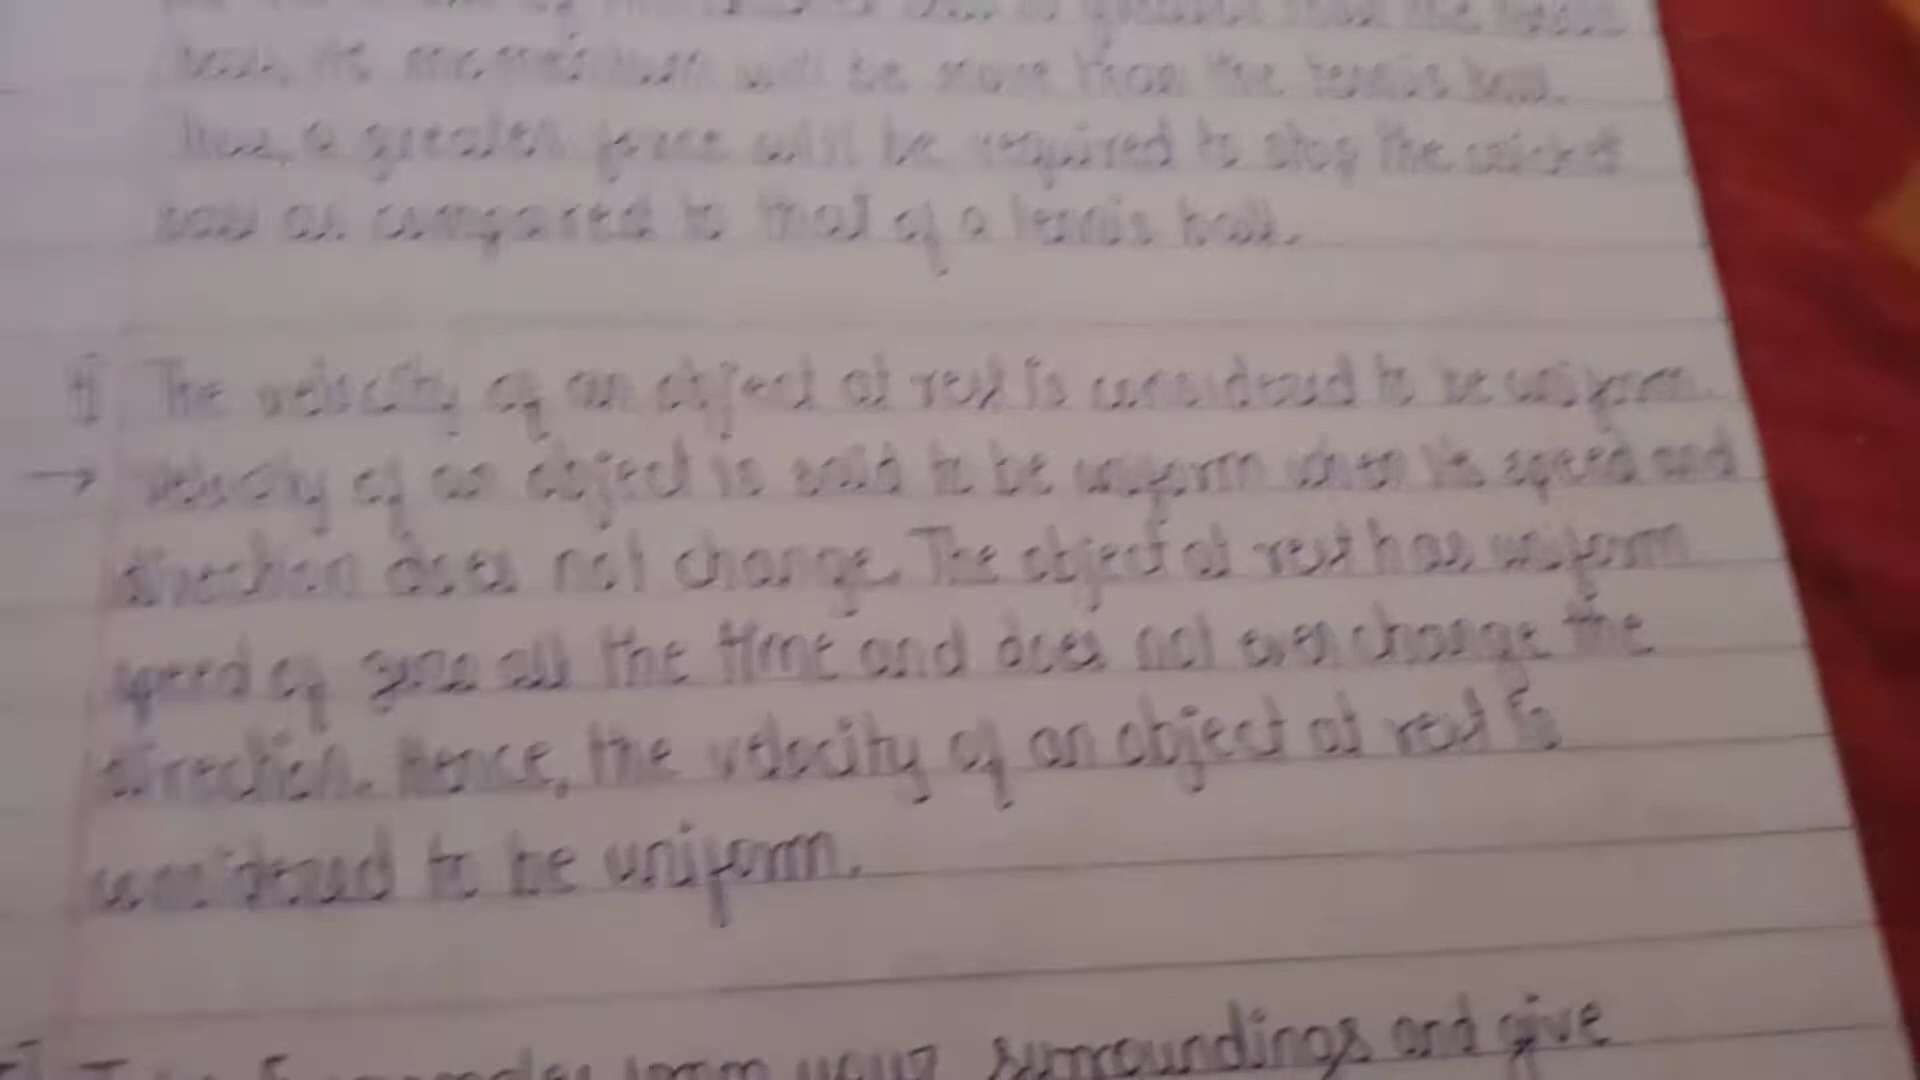 ball, its momentum will be more than the tennis ball.
Thus, a greater force will be required to stop the cricket
ball as compared to that of a tennis ball.
The velocity of an object at rest is considered to be uniform.
→ Velocity of an object is said to be uniform when its speed and
direction does not change. The object at rest has uniform
speed of zero all the time and does not even change the
direction. Hence, the velocity of an object at rest is
considered to be uniform.
your surroundings and give